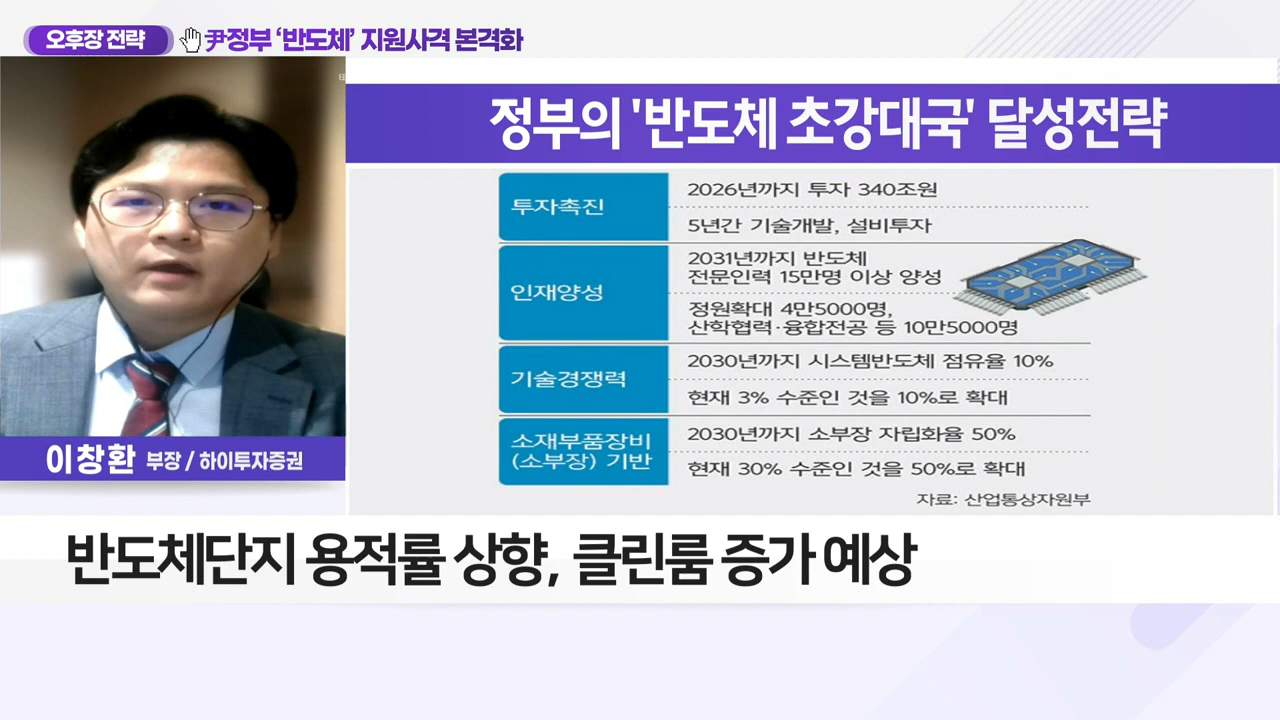 오후장 전략
尹정부 '반도체' 지원사격 본격화
정부의 '반도체 초강대국' 달성전략
투자촉진
2026년까지 투자 340조원
5년간 기술개발, 설비투자
인재양성
2031년까지 반도체
전문인력 15만명 이상 양성
정원확대 4만5000명,
산학협력·융합전공 등 10만5000명
기술경쟁력
2030년까지 시스템반도체 점유율 10%
현재 3% 수준인 것을 10%로 확대
소재부품장비
(소부장) 기반
2030년까지 소부장 자립화율 50%
현재 30% 수준인 것을 50%로 확대
자료: 산업통상자원부
이창환 부장 / 하이투자증권
반도체단지 용적률 상향, 클린룸 증가 예상